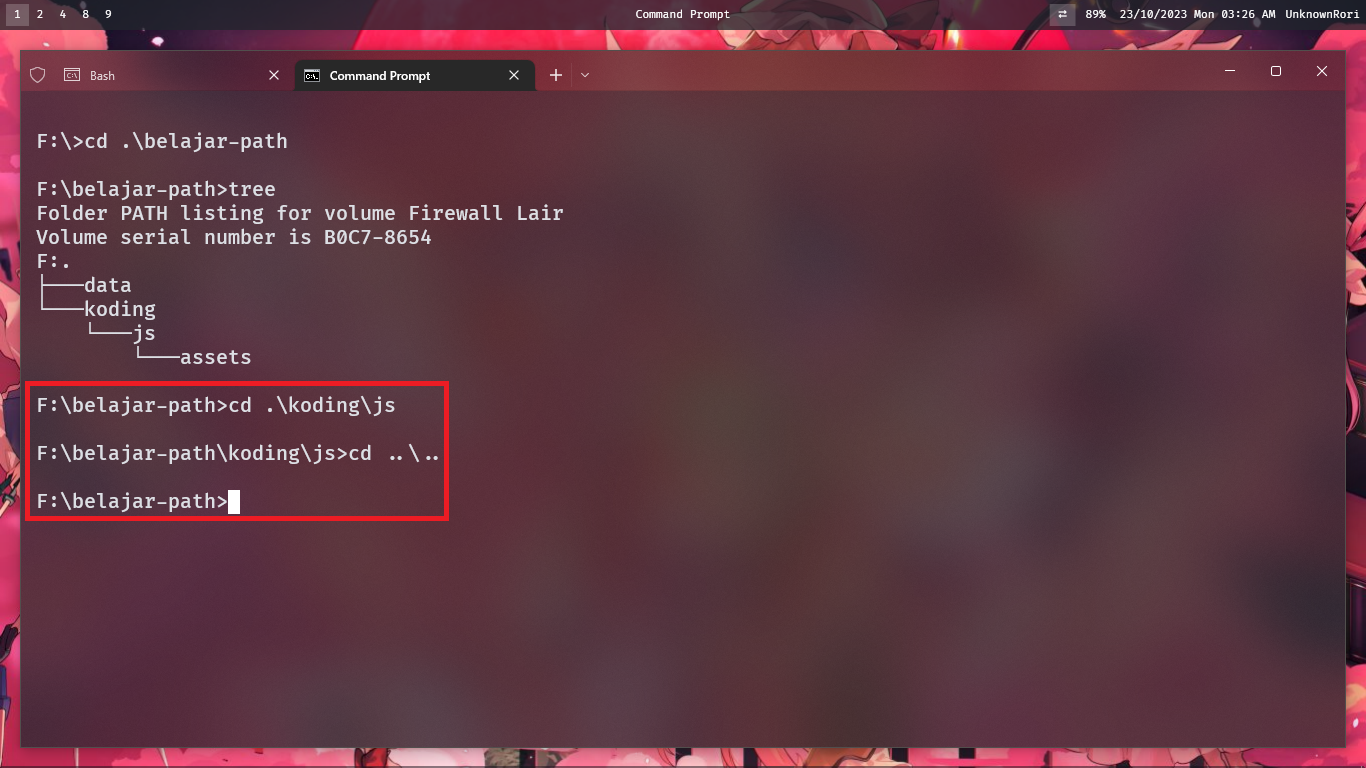 1 2 4 8 9 Command Prompt ⇄ 89% 23/10/2023 Mon 03:26 AM UnknownRori
Bash Command Prompt
F:\>cd .\belajar-path
F:\belajar-path>tree
Folder PATH listing for volume Firewall Lair
Volume serial number is B0C7-8654
F:.
├───data
└───koding
    └───js
        └───assets
F:\belajar-path>cd .\koding\js
F:\belajar-path\koding\js>cd ..\..
F:\belajar-path>